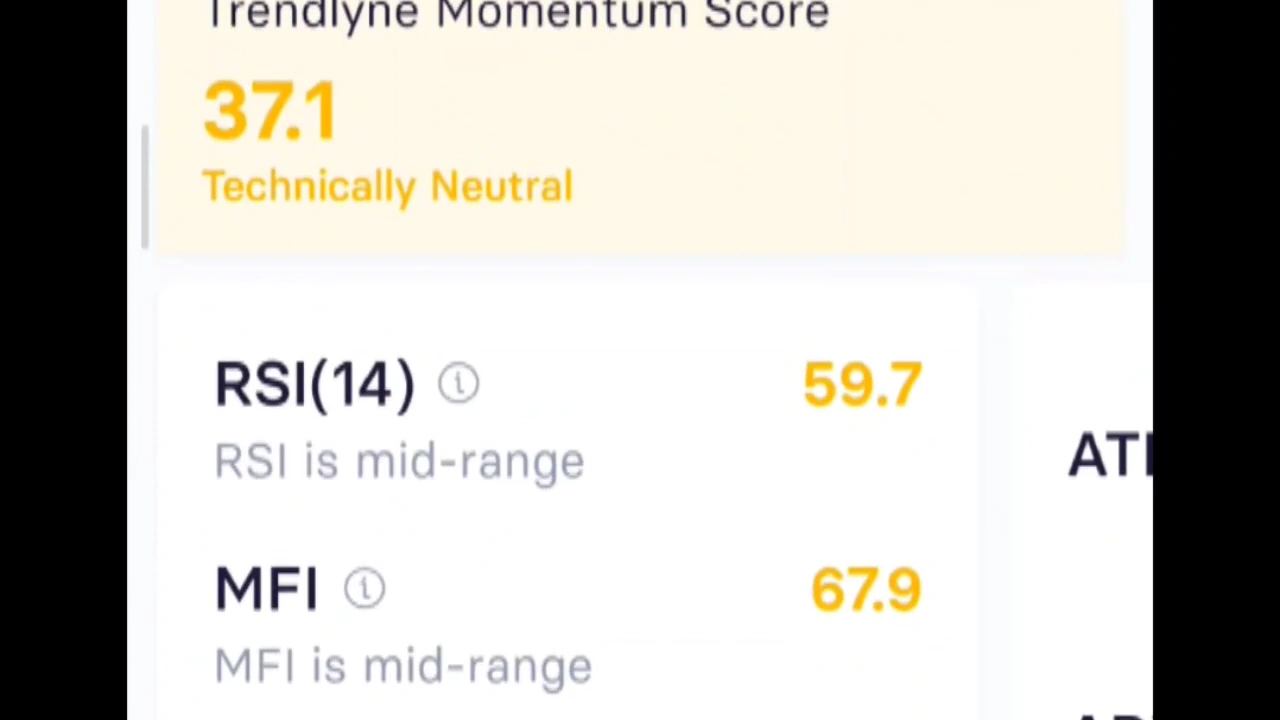 Trendlyne Momentum Score
37.1
Technically Neutral
RSI(14) 59.7
RSI is mid-range
MFI 67.9
MFI is mid-range